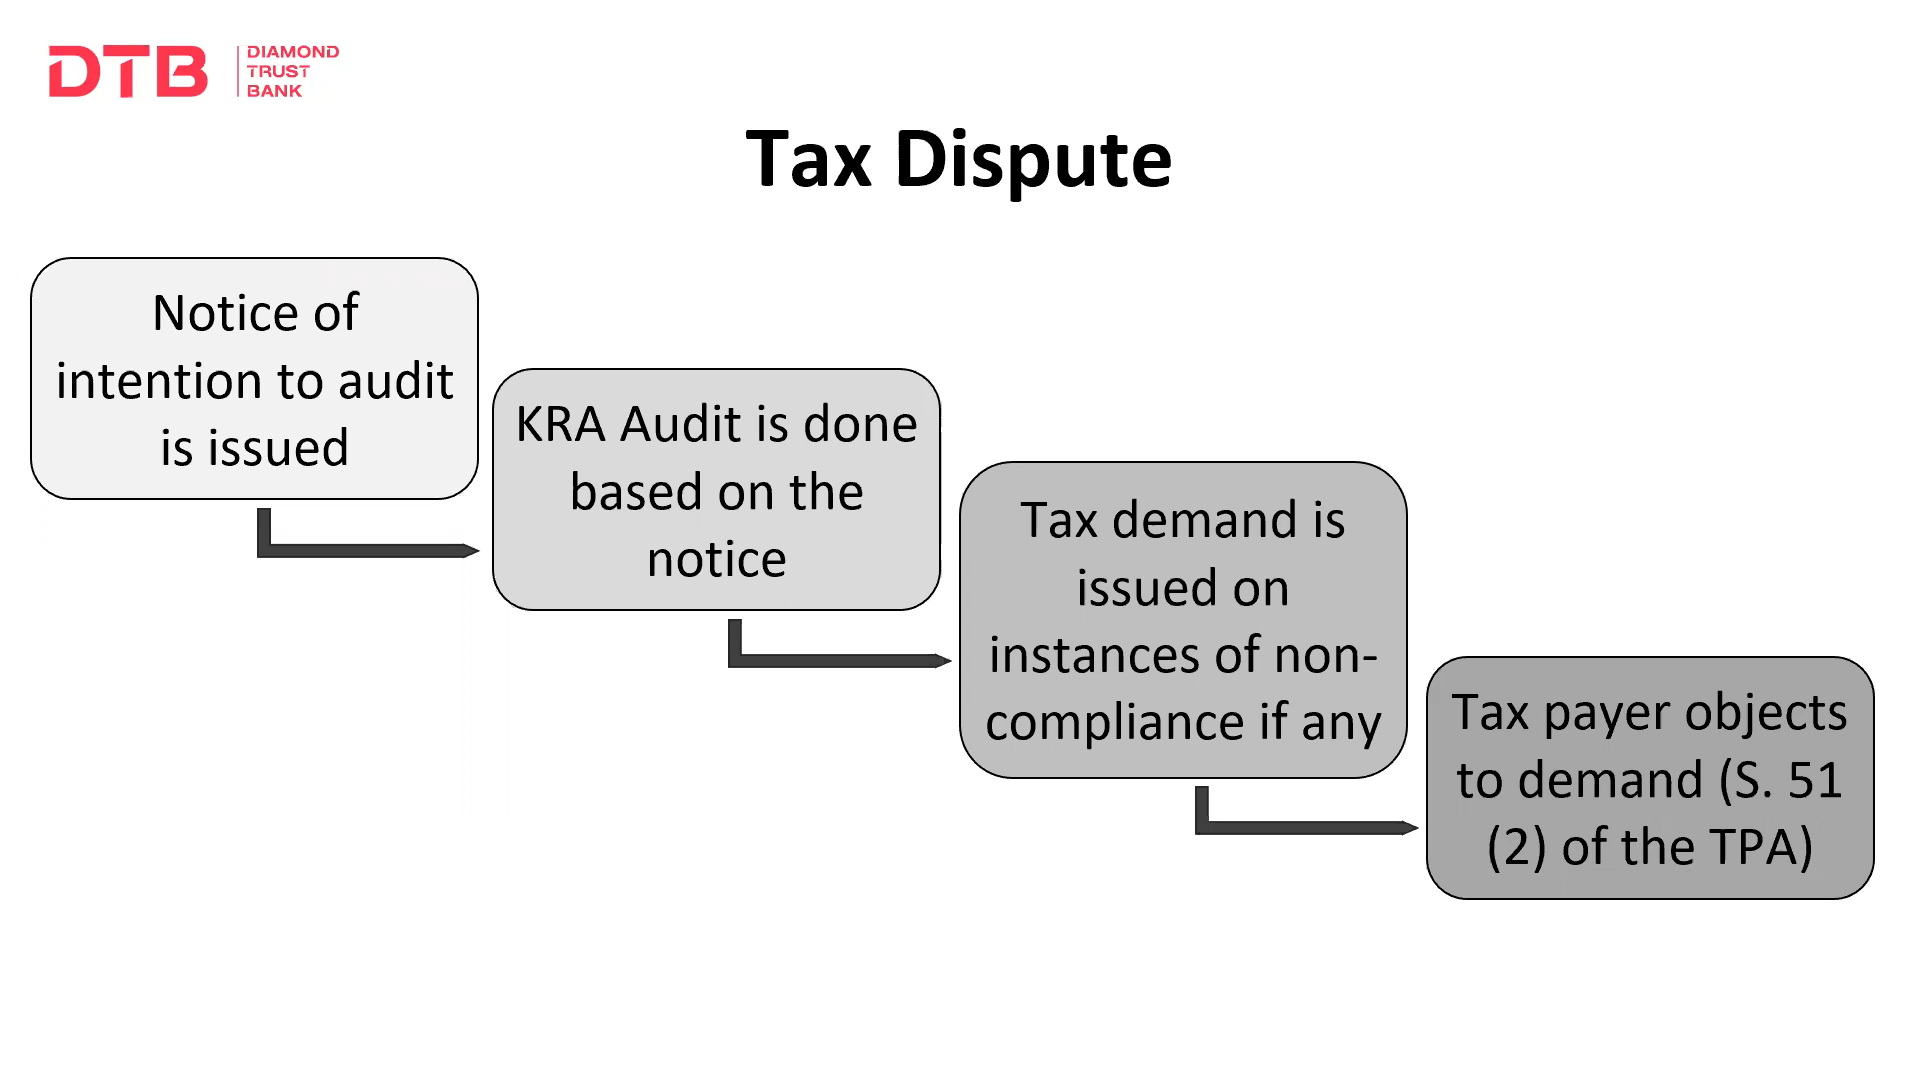 DTB
DIAMOND
TRUST
BANK
Tax Dispute
Notice of
intention to audit
is issued
KRA Audit is done
based on the
notice
Tax demand is
issued on
instances of non-
compliance if any
Tax payer objects
to demand (S. 51
(2) of the TPA)